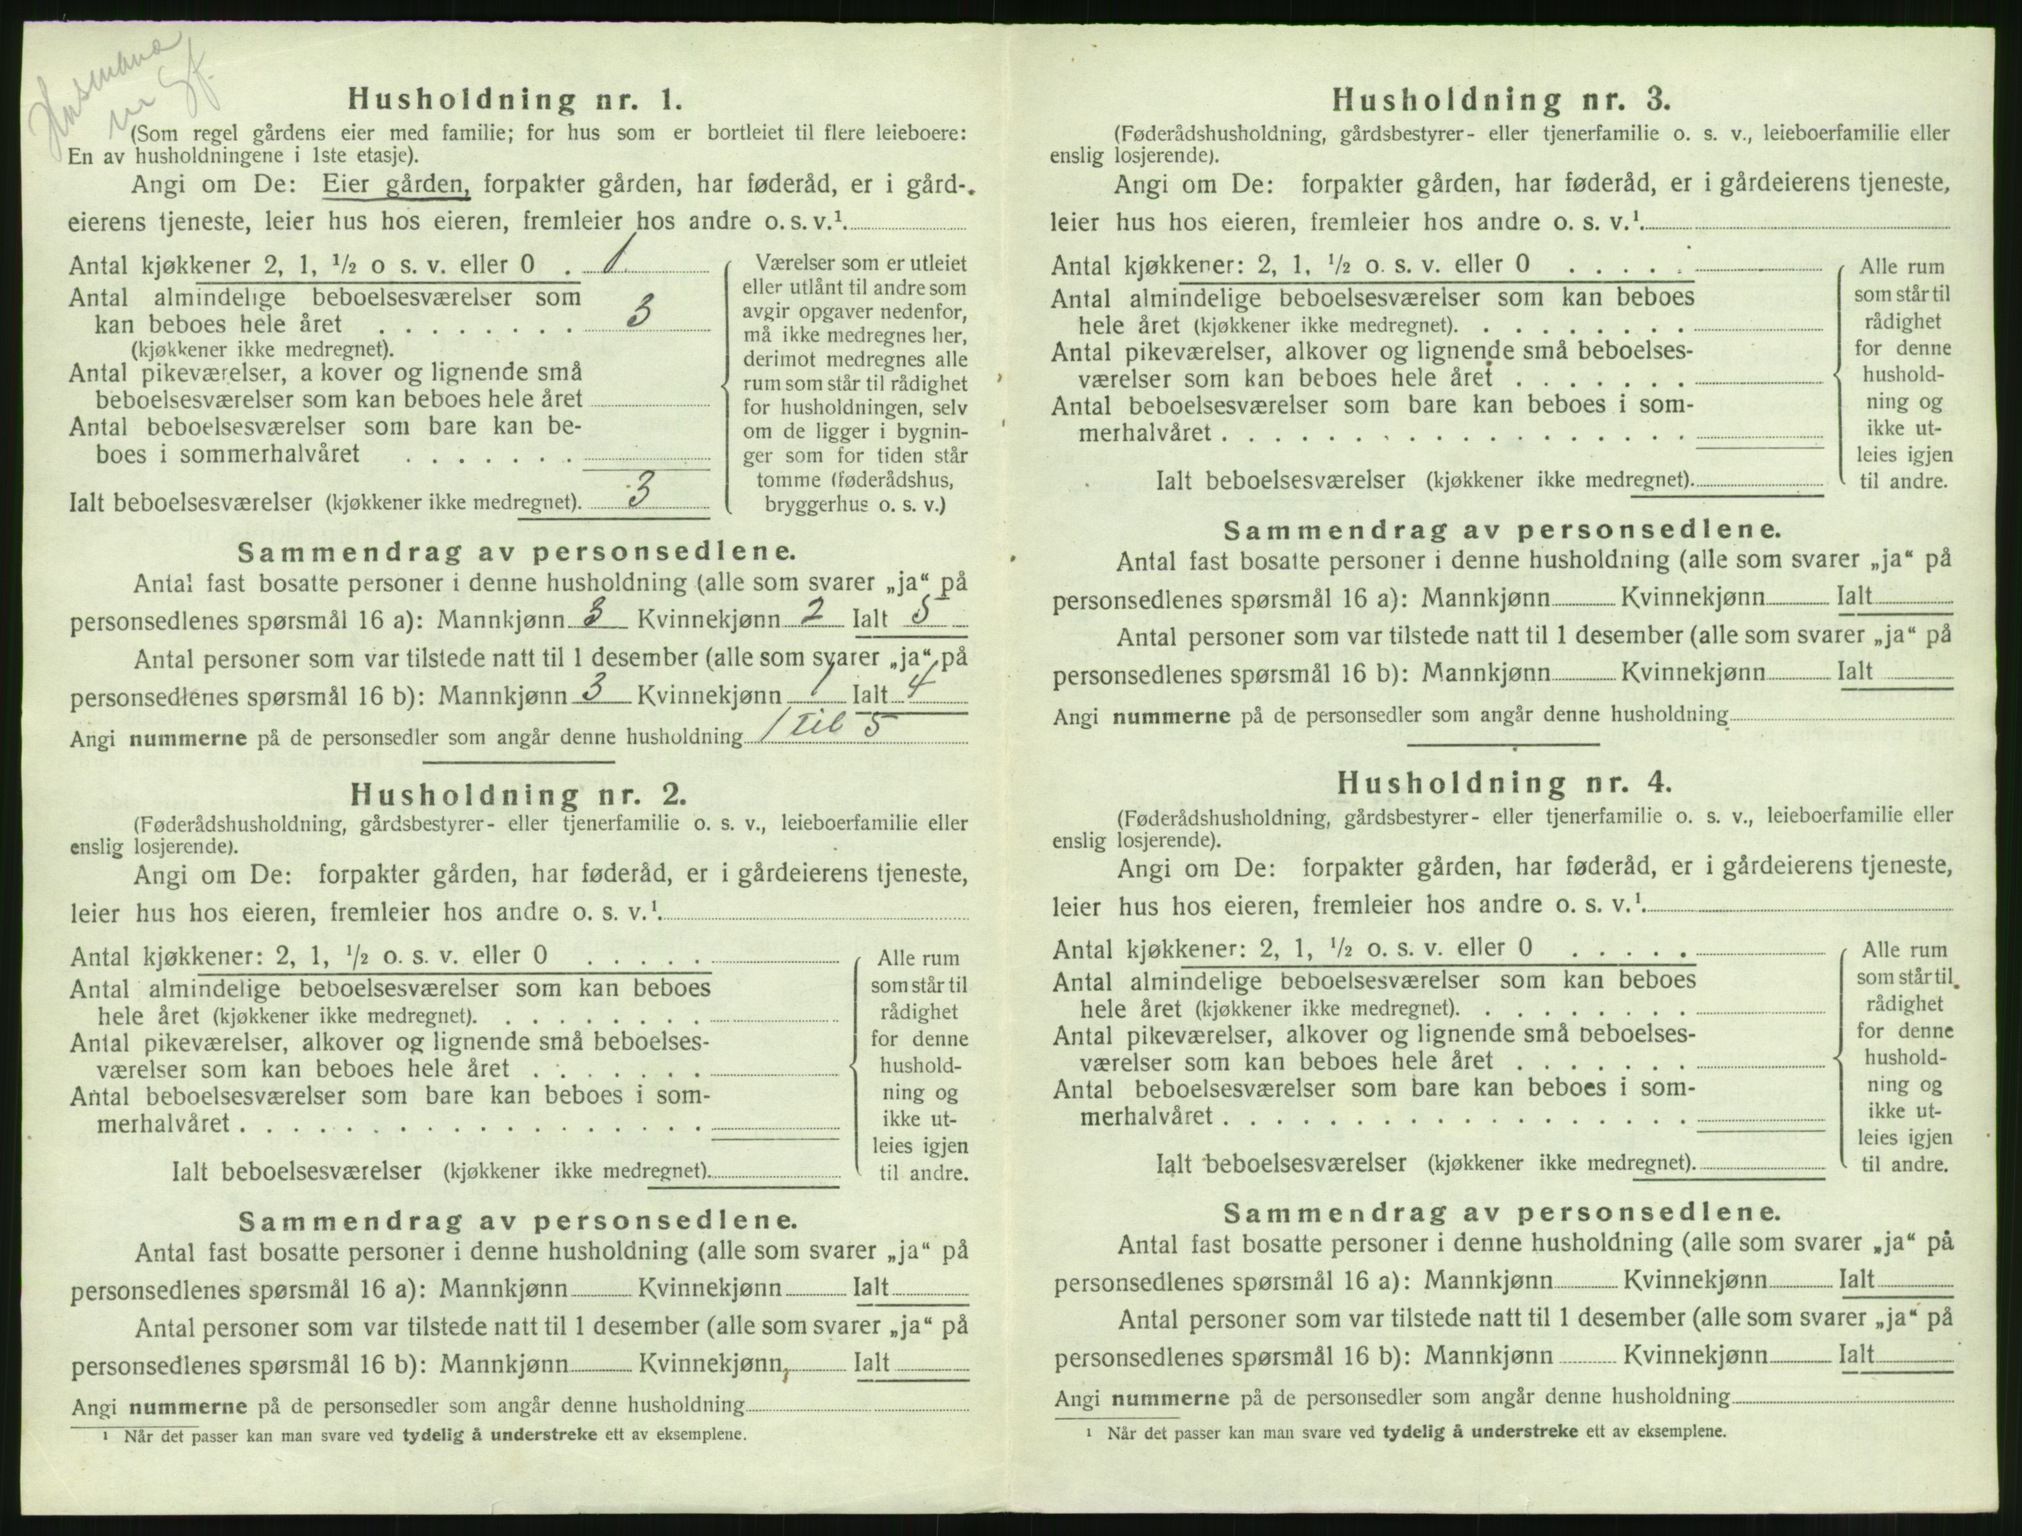 Husholdning nr. 1.
(Som regel gårdens eier med familie; for hus som er bortleiet til flere leieboere:
En av husholdningene i 1ste etasje).
Angi om De: Eier gården, forpakter gården, har føderåd, er i gård-
eierens tjeneste, leier hus hos eieren, fremleier hos andre o. s. v.¹
Antal kjøkkener 2, 1, ½ o s. v. eller 0 . 1
Antal almindelige beboelsesværelser som
kan beboes hele året . . . . . . . . 3
(kjøkkener ikke medregnet).
Antal pikeværelser, a kover og lignende små
beboelsesværelser som kan beboes hele året
Antal beboelsesværelser som bare kan be-
boes i sommerhalvåret . . . . . . .
Ialt beboelsesværelser (kjøkkener ikke medregnet). 3
Værelser som er utleiet
eller utlånt til andre som
avgir opgaver nedenfor,
må ikke medregnes her,
derimot medregnes alle
rum som står til rådighet
for husholdningen, selv
om de ligger i bygnin-
ger som for tiden står
tomme (føderådshus,
bryggerhus o. s. v.)
Sammendrag av personsedlene.
Antal fast bosatte personer i denne husholdning (alle som svarer „ja“ på
personsedlenes spørsmål 16 a): Mannkjønn 3 Kvinnekjønn 2 Ialt 5
Antal personer som var tilstede natt til 1 desember (alle som svarer „ja“ på
personsedlenes spørsmål 16 b): Mannkjønn 3 Kvinnekjønn 1 Ialt 4
Angi nummerne på de personsedler som angår denne husholdning 1 til 5
Husholdning nr. 2.
(Føderådshusholdning, gårdsbestyrer- eller tjenerfamilie o. s. v., leieboerfamilie eller
enslig losjerende).
Angi om De: forpakter gården, har føderåd, er i gårdeierens tjeneste,
leier hus hos eieren, fremleier hos andre o. s. v.¹
Antal kjøkkener: 2, 1, ½ o. s. v. eller 0 . . . . .
Antal almindelige beboelsesværelser som kan beboes
hele året (kjøkkener ikke medregnet). . . . . . . .
Antal pikeværelser, alkover og lignende små beboelses-
værelser som kan beboes hele året . . . . . . .
Antal beboelsesværelser som bare kan beboes i som-
merhalvåret . . . . . . . . . . . . . . . . . .
Ialt beboelsesværelser (kjøkkener ikke medregnet).
Alle rum
som står til
rådighet
for denne
hushold-
ning og
ikke ut-
leies igjen
til andre.
Sammendrag av personsedlene.
Antal fast bosatte personer i denne husholdning (alle som svarer „ja“ på
personsedlenes spørsmål 16 a): Mannkjønn Kvinnekjønn Ialt
Antal personer som var tilstede natt til 1 desember (alle som svarer „ja“ på
personsedlenes spørsmål 16 b): Mannkjønn Kvinnekjønn Ialt
Angi nummerne på de personsedler som angår denne husholdning
¹ Når det passer kan man svare ved tydelig å understreke ett av eksemplene.
Husholdning nr. 3.
(Føderådshusholdning, gårdsbestyrer- eller tjenerfamilie o. s. v., leieboerfamilie eller
enslig losjerende).
Angi om De: forpakter gården, har føderåd, er i gårdeierens tjeneste,
leier hus hos eieren, fremleier hos andre o. s. v.¹
Antal kjøkkener: 2, 1, ½ o. s. v. eller 0 . . . . .
Antal almindelige beboelsesværelser som kan beboes
hele året (kjøkkener ikke medregnet). . . . . . . .
Antal pikeværelser, alkover og lignende små beboelses-
værelser som kan beboes hele året . . . . . . .
Antal beboelsesværelser som bare kan beboes i som-
merhalvåret . . . . . . . . . . . . . . . . . .
Ialt beboelsesværelser (kjøkkener ikke medregnet).
Alle rum
som står til
rådighet
for denne
hushold-
ning og
ikke ut-
leies igjen
til andre.
Sammendrag av personsedlene.
Antal fast bosatte personer i denne husholdning (alle som svarer „ja“ på
personsedlenes spørsmål 16 a): Mannkjønn Kvinnekjønn Ialt
Antal personer som var tilstede natt til 1 desember (alle som svarer „ja“ på
personsedlenes spørsmål 16 b): Mannkjønn Kvinnekjønn Ialt
Angi nummerne på de personsedler som angår denne husholdning
Husholdning nr. 4.
(Føderådshusholdning, gårdsbestyrer- eller tjenerfamilie o. s. v., leieboerfamilie eller
enslig losjerende).
Angi om De: forpakter gården, har føderåd, er i gårdeierens tjeneste,
leier hus hos eieren, fremleier hos andre o. s. v.¹
Antal kjøkkener: 2, 1, ½ o. s. v. eller 0 . . . . .
Antal almindelige beboelsesværelser som kan beboes
hele året (kjøkkener ikke medregnet). . . . . . . .
Antal pikeværelser, alkover og lignende små beboelses-
værelser som kan beboes hele året . . . . . . .
Antal beboelsesværelser som bare kan beboes i som-
merhalvåret . . . . . . . . . . . . . . . . . .
Ialt beboelsesværelser (kjøkkener ikke medregnet).
Alle rum
som står til
rådighet
for denne
hushold-
ning og
ikke ut-
leies igjen
til andre.
Sammendrag av personsedlene.
Antal fast bosatte personer i denne husholdning (alle som svarer „ja“ på
personsedlenes spørsmål 16 a): Mannkjønn Kvinnekjønn Ialt
Antal personer som var tilstede natt til 1 desember (alle som svarer „ja“ på
personsedlenes spørsmål 16 b): Mannkjønn Kvinnekjønn Ialt
Angi nummerne på de personsedler som angår denne husholdning
¹ Når det passer kan man svare ved tydelig å understreke ett av eksemplene.